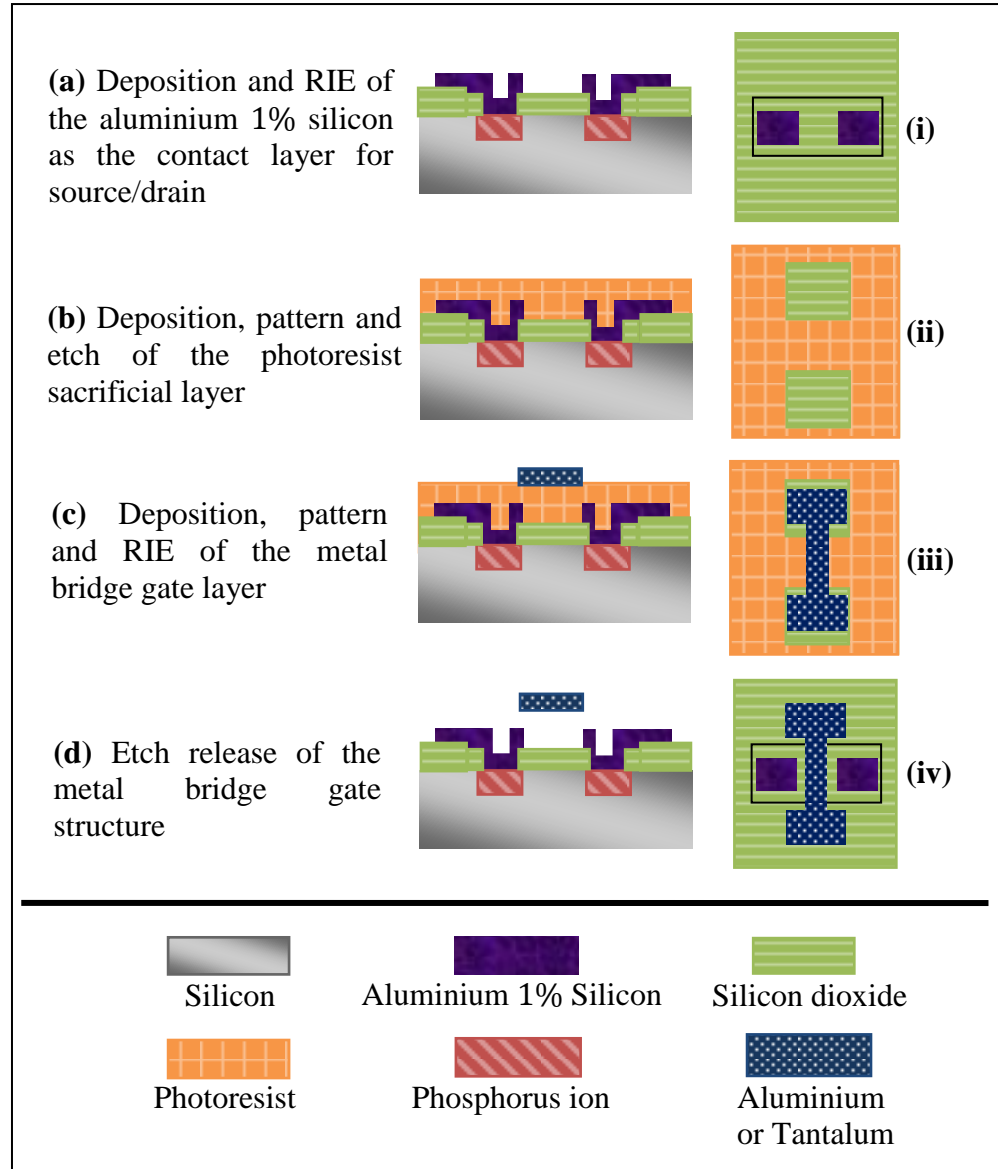 (a) Deposition and RIE of
the aluminium 1% silicon
as the contact layer for
source/drain
(i)
(b) Deposition, pattern and
etch of the photoresist
sacrificial layer
(ii)
(c) Deposition, pattern
and RIE of the metal
bridge gate layer
(iii)
(d) Etch release of the
metal bridge gate
structure
(iv)
Silicon
Aluminium 1% Silicon
Silicon dioxide
Photoresist
Phosphorus ion
Aluminium
or Tantalum